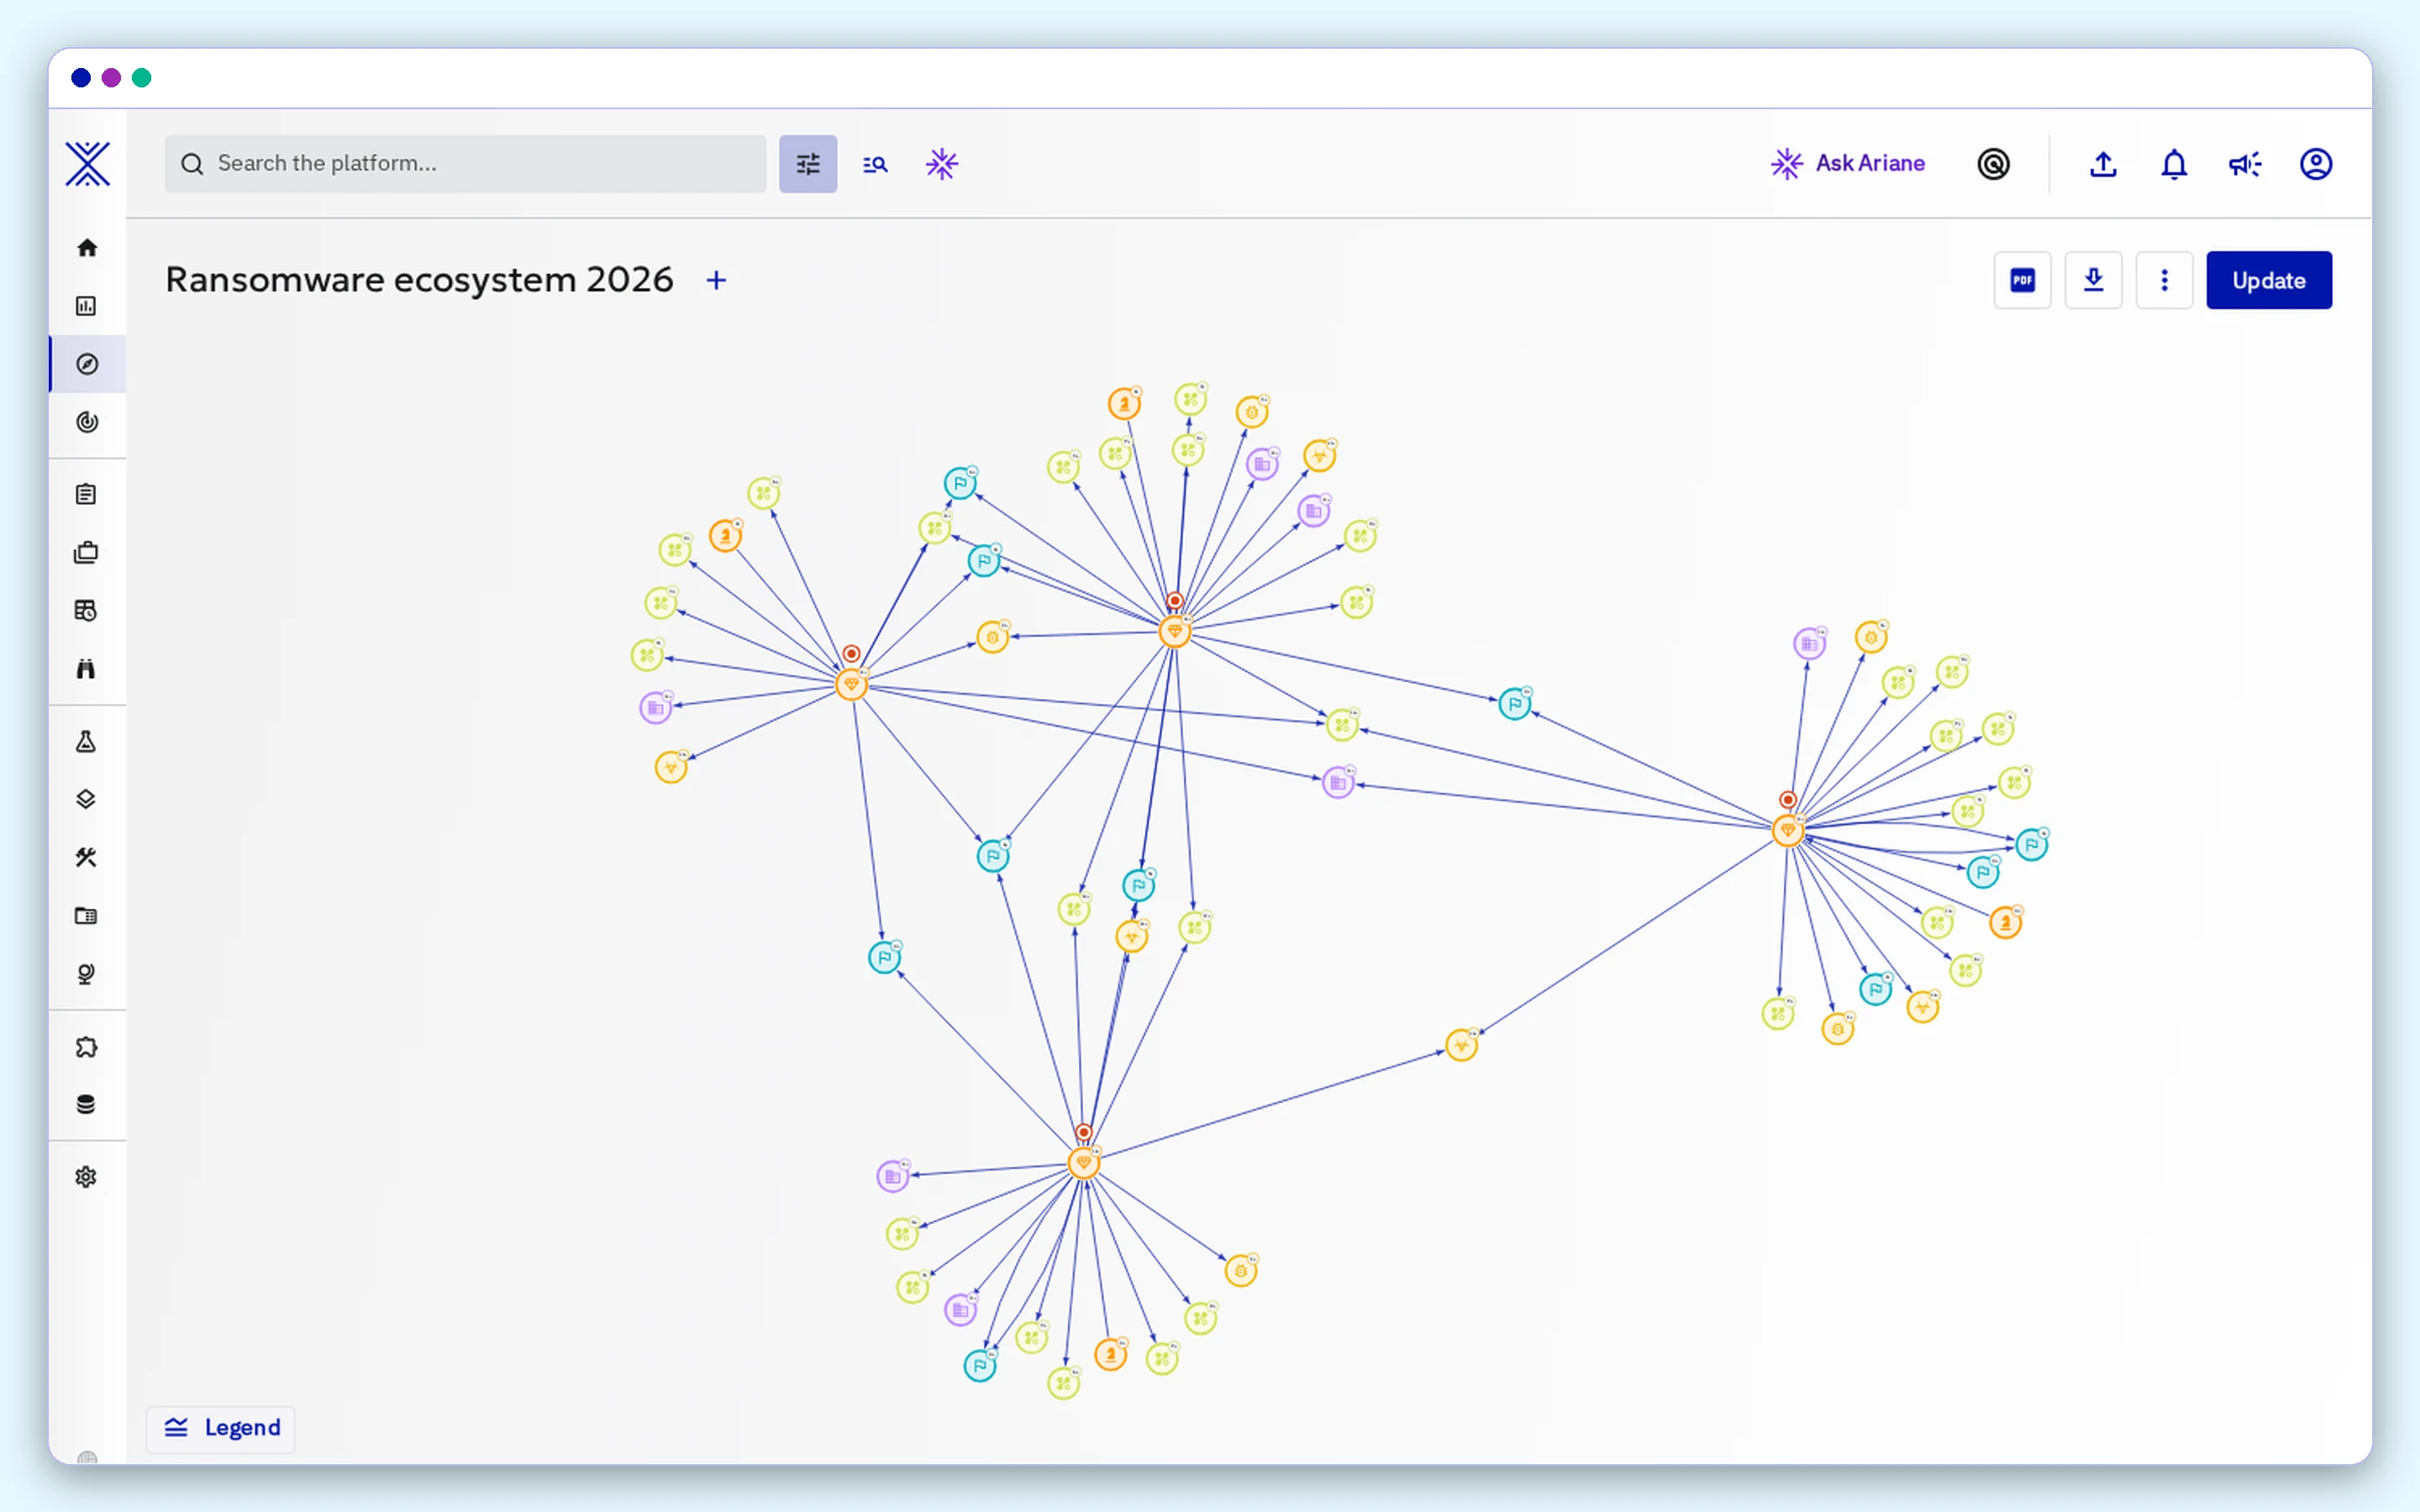 Search the platform...
Ask Ariane
Ransomware ecosystem 2026 +
PDF
Update
Legend